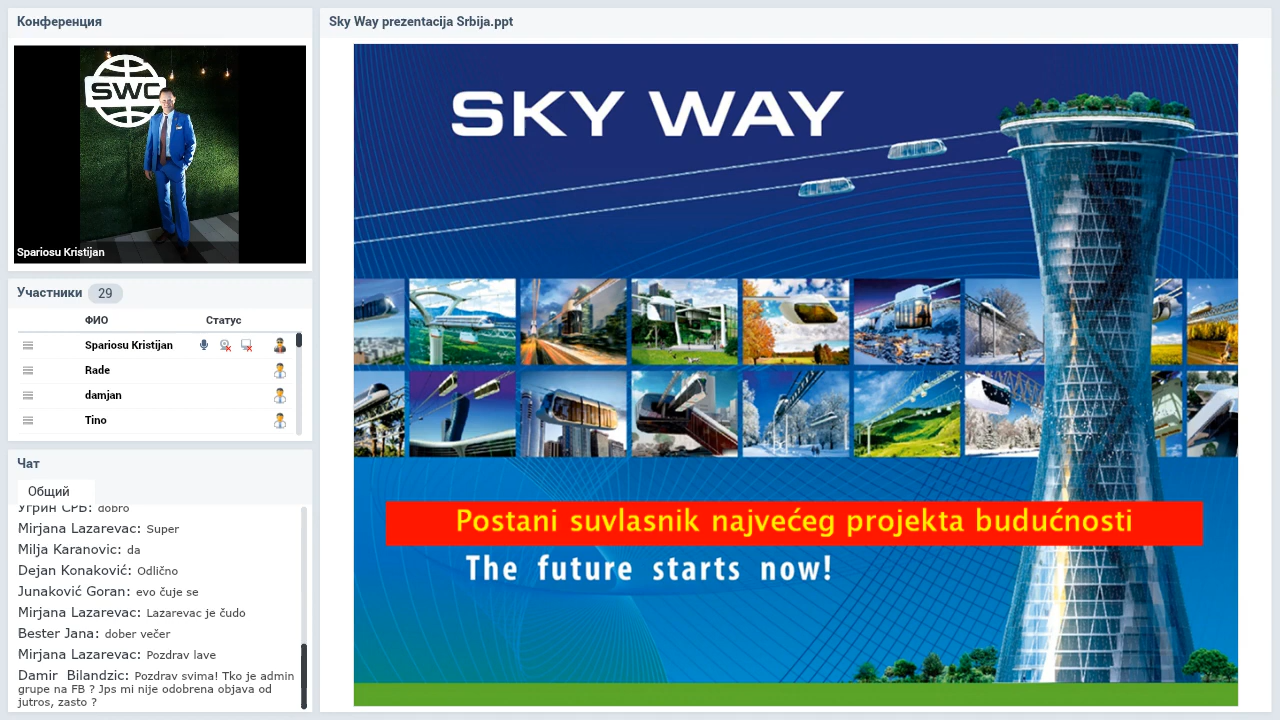 Конференция
SWC
Spariosu Kristijan
Участники 29
ФИО Статус
Spariosu Kristijan
Rade
damjan
Tino
Чат
Общий
Угрин СРБ: dobro
Mirjana Lazarevac: Super
Milja Karanovic: da
Dejan Konaković: Odlično
Junaković Goran: evo čuje se
Mirjana Lazarevac: Lazarevac je čudo
Bester Jana: dober večer
Mirjana Lazarevac: Pozdrav lave
Damir Bilandzic: Pozdrav svima! Tko je admin
grupe na FB ? Jps mi nije odobrena objava od
jutros, zasto ?
Sky Way prezentacija Srbija.ppt
SKY WAY
Postani suvlasnik najvećeg projekta budućnosti
The future starts now!